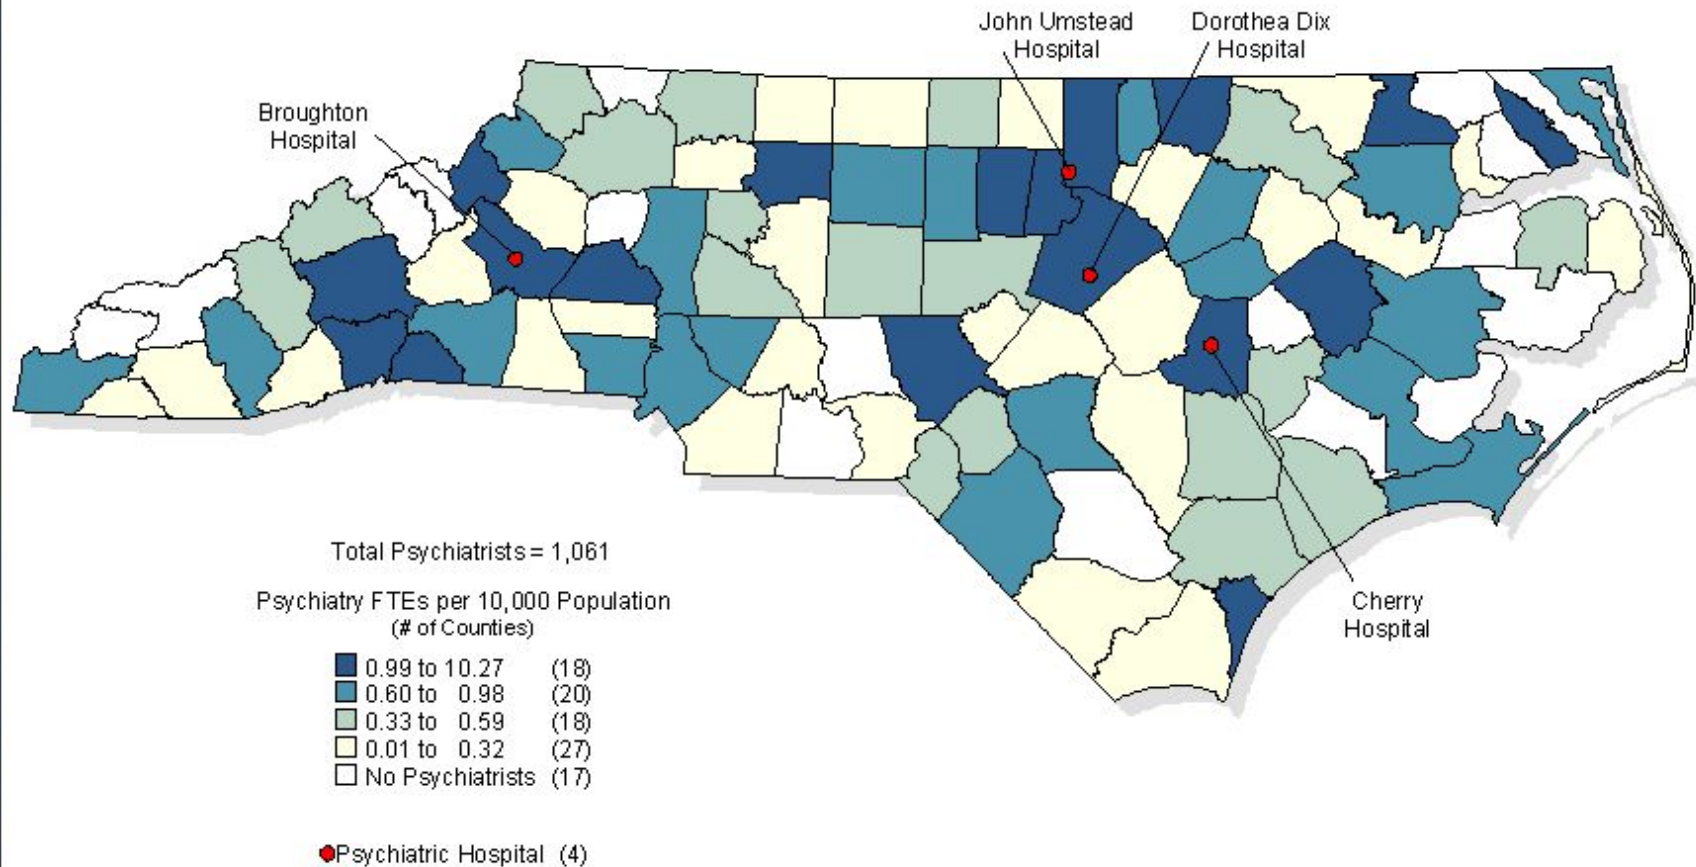 John Umstead
Hospital
Dorothea Dix
Hospital
Broughton
Hospital
Cherry
Hospital
Total Psychiatrists = 1,061
Psychiatry FTEs per 10,000 Population
(# of Counties)
0.99 to 10.27 (18)
0.60 to 0.98 (20)
0.33 to 0.59 (18)
0.01 to 0.32 (27)
No Psychiatrists (17)
Psychiatric Hospital (4)